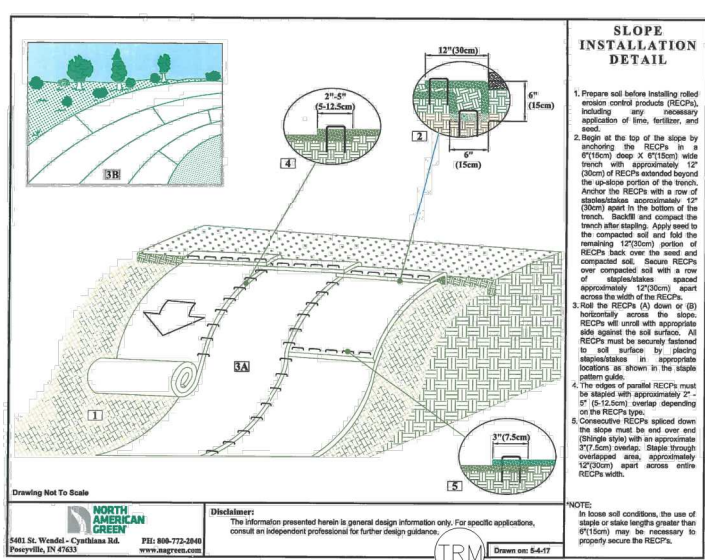 SLOPE
INSTALLATION
DETAIL
1. Prepare soil before installing rolled
erosion control products (RECPs),
including any necessary
application of lime, fertilizer, and
seed.
2. Begin at the top of the slope by
anchoring the RECPs in a
6"(15cm) deep X 6"(15cm) wide
trench with approximately 12"
(30cm) of RECPs extended beyond
the up-slope portion of the trench.
Anchor the RECPs with a row of
staples/stakes approximately 12"
(30cm) apart in the bottom of the
trench. Backfill and compact the
trench after stapling. Apply seed to
the compacted soil and fold the
remaining 12"(30cm) portion of
RECPs back over the seed and
compacted soil. Secure RECPs
over compacted soil with a row
of staples/stakes spaced
approximately 12"(30cm) apart
across the width of the RECPs.
3. Roll the RECPs (A) down or (B)
horizontally across the slope.
RECPs will unroll with appropriate
side against the soil surface. All
RECPs must be securely fastened
to soil surface by placing
staples/stakes in appropriate
locations as shown in the staple
pattern guide.
4. The edges of parallel RECPs must
be stapled with approximately 2" -
5" (5-12.5cm) overlap depending
on the RECPs type.
5. Consecutive RECPs spliced down
the slope must be end over end
(Shingle style) with an approximate
3"(7.5cm) overlap. Staple through
overlapped area, approximately
12"(30cm) apart across entire
RECPs width.
*NOTE:
In loose soil conditions, the use of
staple or stake lengths greater than
6"(15cm) may be necessary to
properly secure the RECP's.
3B
2"-5"
(5-12.5cm)
4
12"(30cm)
6"
(15cm)
2
6"
(15cm)
3A
1
3"(7.5cm)
5
Drawing Not To Scale
NORTH
AMERICAN
GREEN
5401 St. Wendel - Cynthiana Rd.
Poseyville, IN 47633
PH: 800-772-2040
www.nagreen.com
Disclaimer:
The information presented herein is general design information only. For specific applications,
consult an independent professional for further design guidance.
TRM
Drawn on: 5-4-17